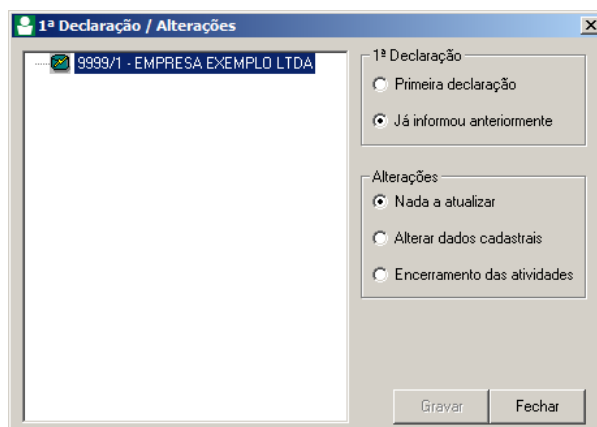 1ª Declaração / Alterações
9999/1 - EMPRESA EXEMPLO LTDA
1ª Declaração
Primeira declaração
Já informou anteriormente
Alterações
Nada a atualizar
Alterar dados cadastrais
Encerramento das atividades
Gravar
Fechar